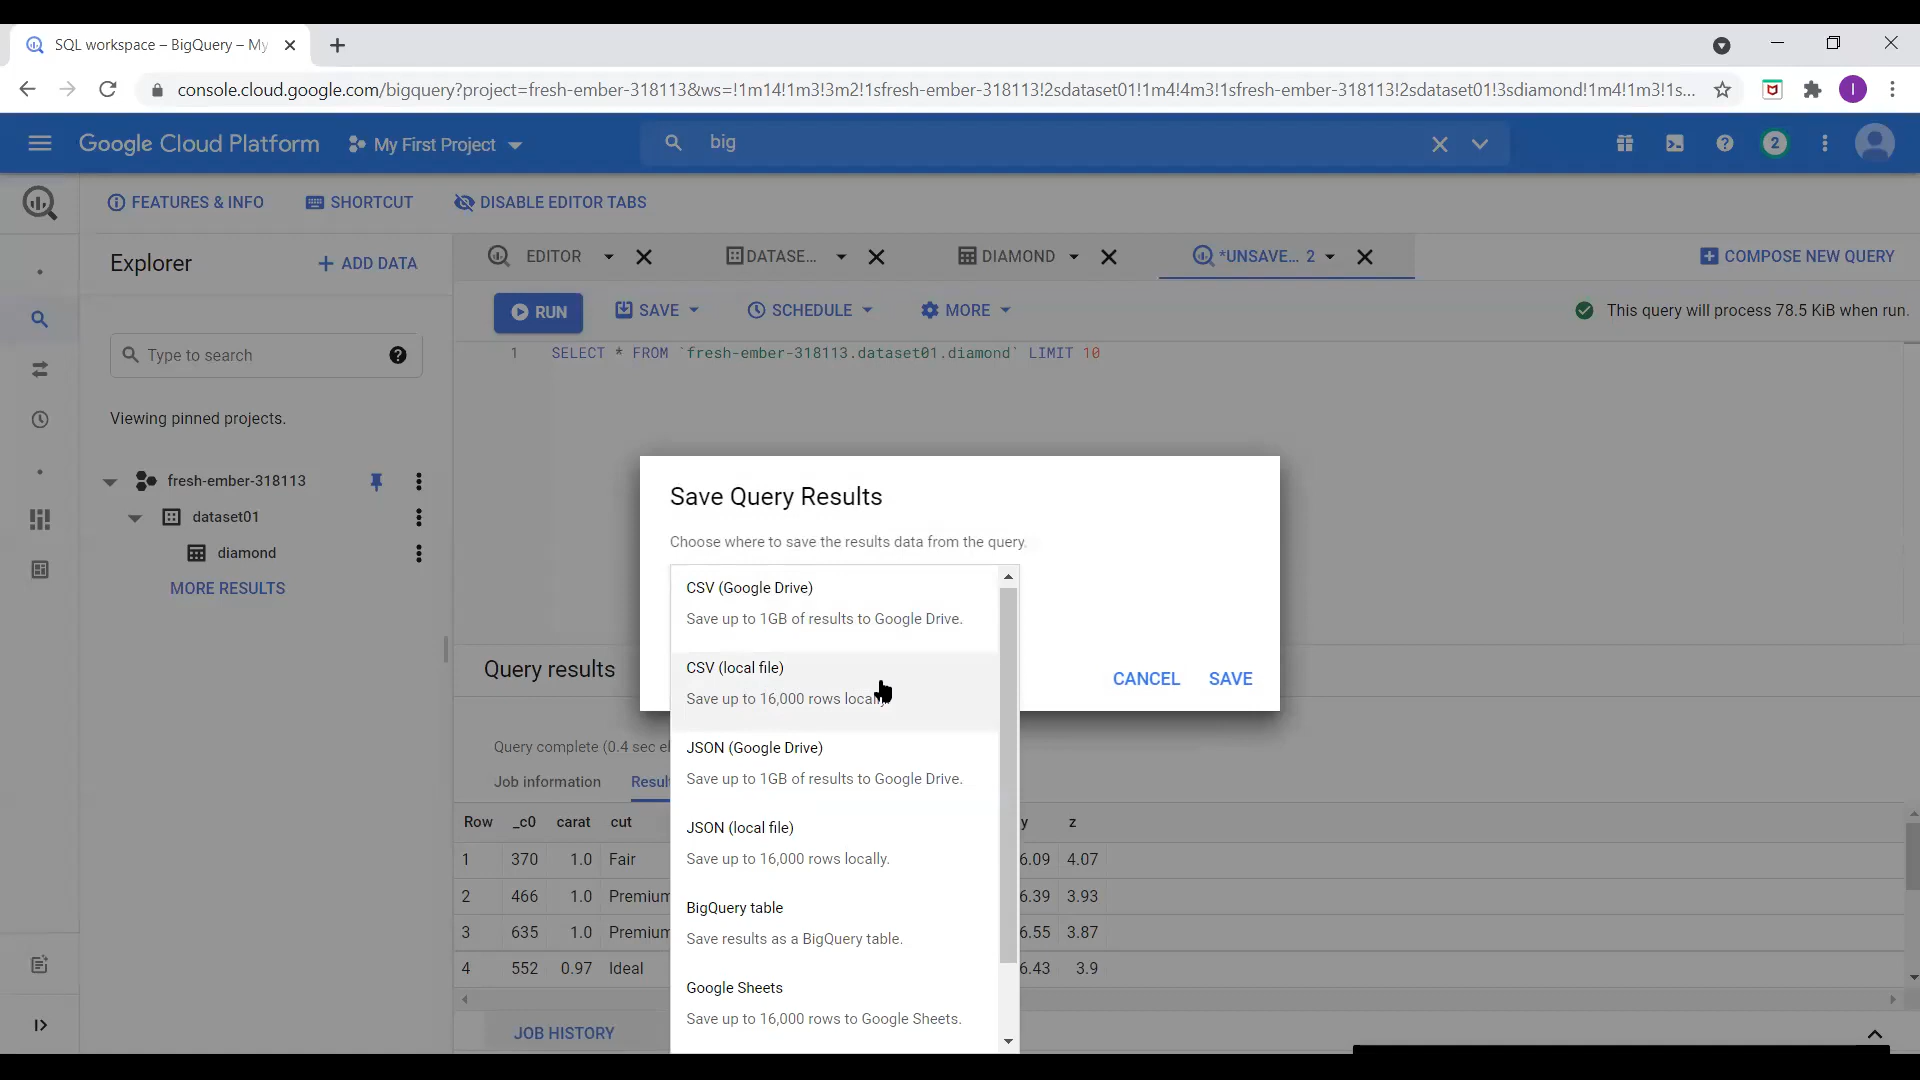 SQL workspace – BigQuery – My
console.cloud.google.com/bigquery?project=fresh-ember-318113&ws=!1m14!1m3!3m2!1sfresh-ember-318113!2sdataset01!1m4!4m3!1sfresh-ember-318113!2sdataset01!3sdiamond!1m4!1m3!1s...
I
Google Cloud Platform
My First Project
big
2
FEATURES & INFO
SHORTCUT
DISABLE EDITOR TABS
Explorer
+ ADD DATA
EDITOR
DATASE...
DIAMOND
*UNSAVE... 2
COMPOSE NEW QUERY
RUN
SAVE
SCHEDULE
MORE
This query will process 78.5 KiB when run.
Type to search
1 SELECT * FROM `fresh-ember-318113.dataset01.diamond` LIMIT 10
Viewing pinned projects.
fresh-ember-318113
dataset01
diamond
MORE RESULTS
Save Query Results
Choose where to save the results data from the query.
CSV (Google Drive)
Save up to 1GB of results to Google Drive.
CSV (local file)
Save up to 16,000 rows locally.
JSON (Google Drive)
Save up to 1GB of results to Google Drive.
JSON (local file)
Save up to 16,000 rows locally.
BigQuery table
Save results as a BigQuery table.
Google Sheets
Save up to 16,000 rows to Google Sheets.
CANCEL
SAVE
Query results
Query complete (0.4 sec el
Job information
Resul
Row _c0 carat cut y z
1 370 1.0 Fair 6.09 4.07
2 466 1.0 Premium 6.39 3.93
3 635 1.0 Premium 6.55 3.87
4 552 0.97 Ideal 6.43 3.9
JOB HISTORY